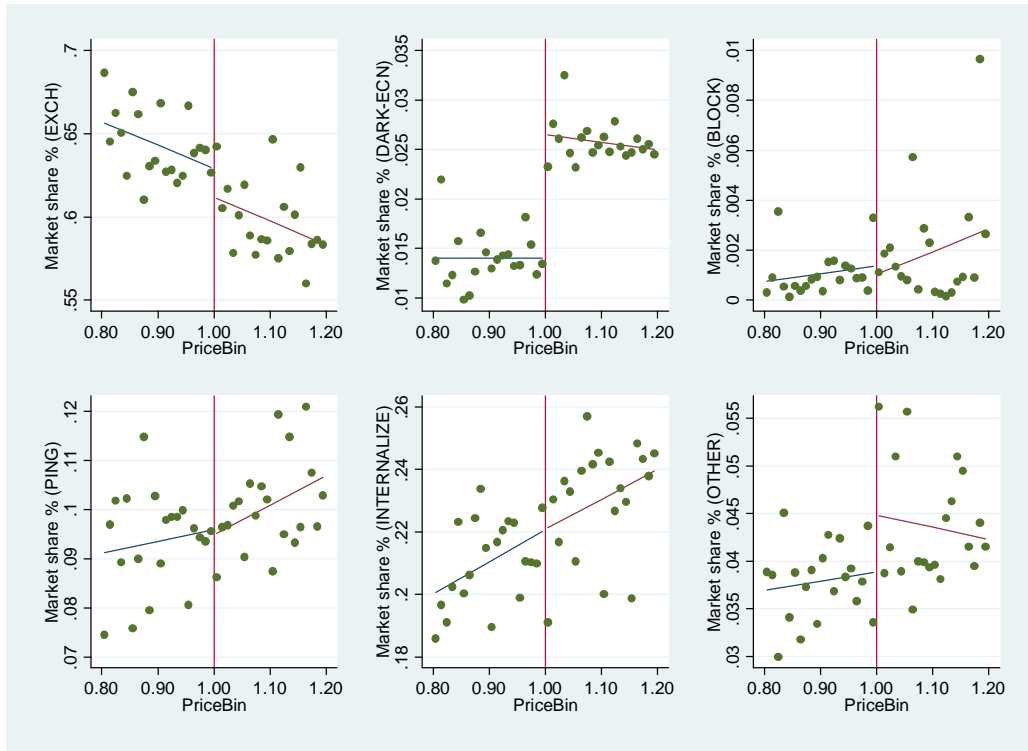 Market share % (EXCH)
.7
.65
.6
.55
0.80 0.90 1.00 1.10 1.20
PriceBin
Market share % (DARK-ECN)
.035
.03
.025
.02
.015
.01
0.80 0.90 1.00 1.10 1.20
PriceBin
Market share % (BLOCK)
.01
.008
.006
.004
.002
0
0.80 0.90 1.00 1.10 1.20
PriceBin
Market share % (PING)
.12
.11
.1
.09
.08
.07
0.80 0.90 1.00 1.10 1.20
PriceBin
Market share % (INTERNALIZE)
.26
.24
.22
.2
.18
0.80 0.90 1.00 1.10 1.20
PriceBin
Market share % (OTHER)
.055
.05
.045
.04
.035
.03
0.80 0.90 1.00 1.10 1.20
PriceBin